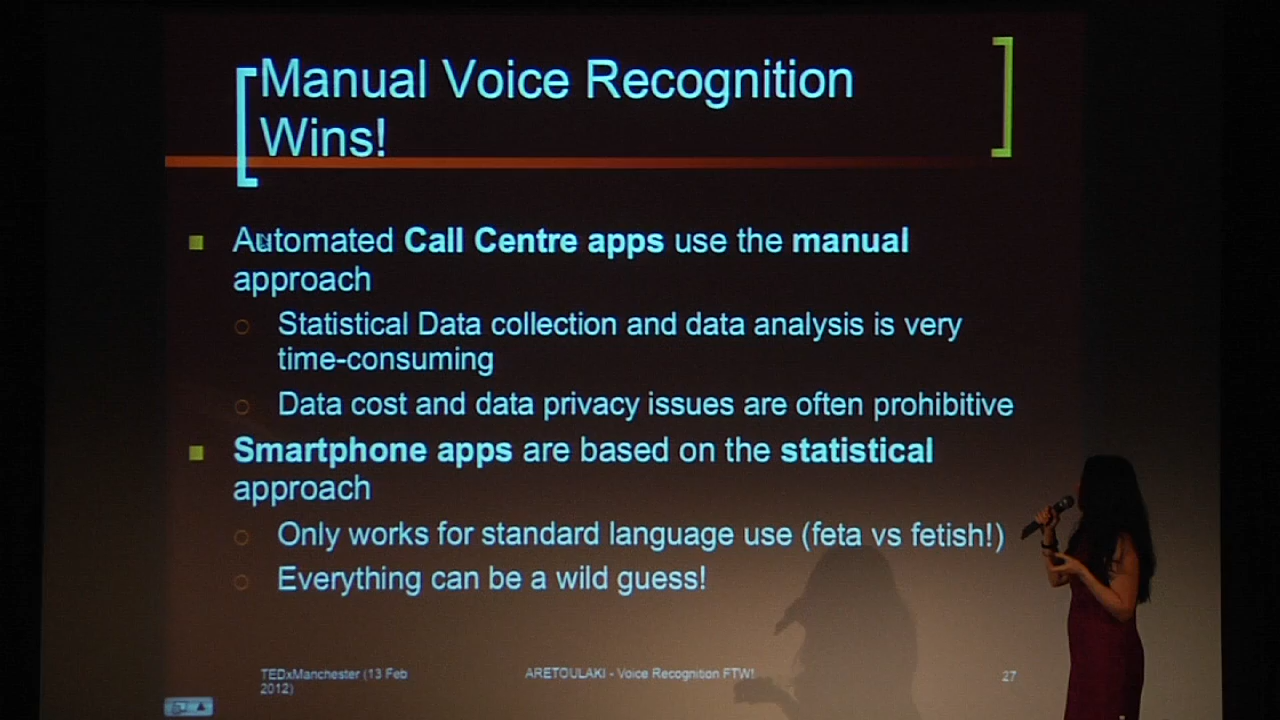 Manual Voice Recognition
Wins!
Automated Call Centre apps use the manual
approach
Statistical Data collection and data analysis is very
time-consuming
Data cost and data privacy issues are often prohibitive
Smartphone apps are based on the statistical
approach
Only works for standard language use (feta vs fetish!)
Everything can be a wild guess!
TEDxManchester (13 Feb
2012)
ARETOULAKI - Voice Recognition FTW!
27